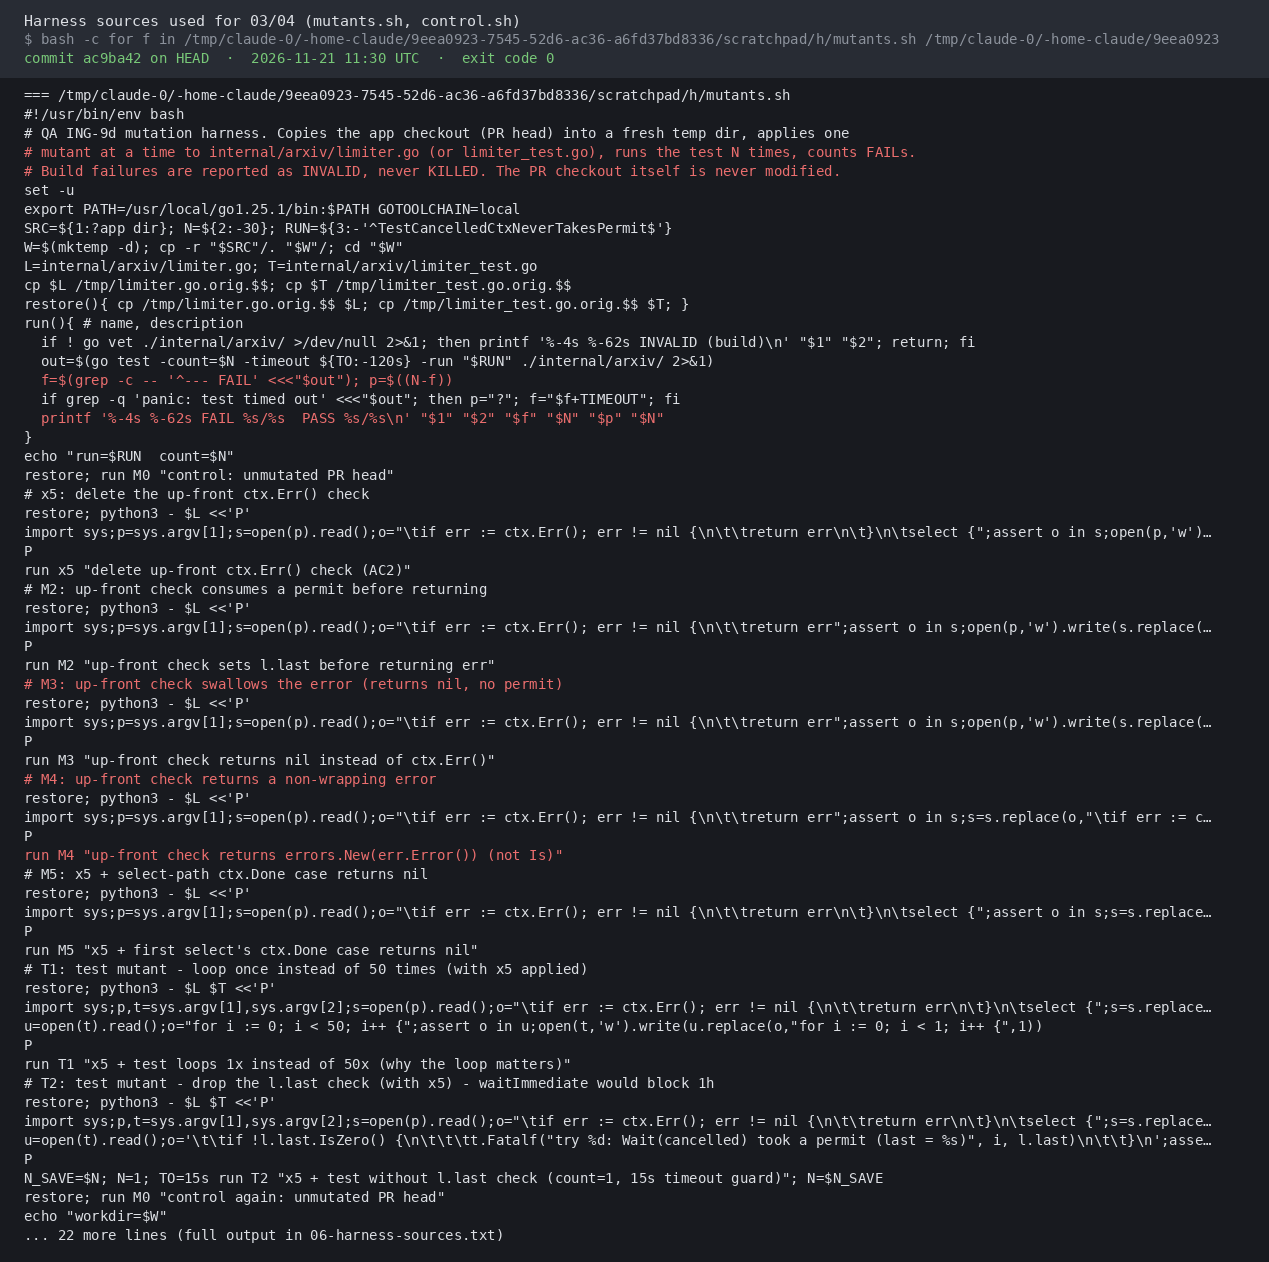 Harness sources used for 03/04 (mutants.sh, control.sh)
$ bash -c for f in /tmp/claude-0/-home-claude/9eea0923-7545-52d6-ac36-a6fd37bd8336/scratchpad/h/mutants.sh /tmp/claude-0/-home-claude/9eea0923
commit ac9ba42 on HEAD  ·  2026-11-21 11:30 UTC  ·  exit code 0
=== /tmp/claude-0/-home-claude/9eea0923-7545-52d6-ac36-a6fd37bd8336/scratchpad/h/mutants.sh
#!/usr/bin/env bash
# QA ING-9d mutation harness. Copies the app checkout (PR head) into a fresh temp dir, applies one
# mutant at a time to internal/arxiv/limiter.go (or limiter_test.go), runs the test N times, counts FAILs.
# Build failures are reported as INVALID, never KILLED. The PR checkout itself is never modified.
set -u
export PATH=/usr/local/go1.25.1/bin:$PATH GOTOOLCHAIN=local
SRC=${1:?app dir}; N=${2:-30}; RUN=${3:-'^TestCancelledCtxNeverTakesPermit$'}
W=$(mktemp -d); cp -r "$SRC"/. "$W"/; cd "$W"
L=internal/arxiv/limiter.go; T=internal/arxiv/limiter_test.go
cp $L /tmp/limiter.go.orig.$$; cp $T /tmp/limiter_test.go.orig.$$
restore(){ cp /tmp/limiter.go.orig.$$ $L; cp /tmp/limiter_test.go.orig.$$ $T; }
run(){ # name, description
  if ! go vet ./internal/arxiv/ >/dev/null 2>&1; then printf '%-4s %-62s INVALID (build)\n' "$1" "$2"; return; fi
  out=$(go test -count=$N -timeout ${TO:-120s} -run "$RUN" ./internal/arxiv/ 2>&1)
  f=$(grep -c -- '^--- FAIL' <<<"$out"); p=$((N-f))
  if grep -q 'panic: test timed out' <<<"$out"; then p="?"; f="$f+TIMEOUT"; fi
  printf '%-4s %-62s FAIL %s/%s  PASS %s/%s\n' "$1" "$2" "$f" "$N" "$p" "$N"
}
echo "run=$RUN  count=$N"
restore; run M0 "control: unmutated PR head"
# x5: delete the up-front ctx.Err() check
restore; python3 - $L <<'P'
import sys;p=sys.argv[1];s=open(p).read();o="\tif err := ctx.Err(); err != nil {\n\t\treturn err\n\t}\n\tselect {";assert o in s;open(p,'w')…
P
run x5 "delete up-front ctx.Err() check (AC2)"
# M2: up-front check consumes a permit before returning
restore; python3 - $L <<'P'
import sys;p=sys.argv[1];s=open(p).read();o="\tif err := ctx.Err(); err != nil {\n\t\treturn err";assert o in s;open(p,'w').write(s.replace(…
P
run M2 "up-front check sets l.last before returning err"
# M3: up-front check swallows the error (returns nil, no permit)
restore; python3 - $L <<'P'
import sys;p=sys.argv[1];s=open(p).read();o="\tif err := ctx.Err(); err != nil {\n\t\treturn err";assert o in s;open(p,'w').write(s.replace(…
P
run M3 "up-front check returns nil instead of ctx.Err()"
# M4: up-front check returns a non-wrapping error
restore; python3 - $L <<'P'
import sys;p=sys.argv[1];s=open(p).read();o="\tif err := ctx.Err(); err != nil {\n\t\treturn err";assert o in s;s=s.replace(o,"\tif err := c…
P
run M4 "up-front check returns errors.New(err.Error()) (not Is)"
# M5: x5 + select-path ctx.Done case returns nil
restore; python3 - $L <<'P'
import sys;p=sys.argv[1];s=open(p).read();o="\tif err := ctx.Err(); err != nil {\n\t\treturn err\n\t}\n\tselect {";assert o in s;s=s.replace…
P
run M5 "x5 + first select's ctx.Done case returns nil"
# T1: test mutant - loop once instead of 50 times (with x5 applied)
restore; python3 - $L $T <<'P'
import sys;p,t=sys.argv[1],sys.argv[2];s=open(p).read();o="\tif err := ctx.Err(); err != nil {\n\t\treturn err\n\t}\n\tselect {";s=s.replace…
u=open(t).read();o="for i := 0; i < 50; i++ {";assert o in u;open(t,'w').write(u.replace(o,"for i := 0; i < 1; i++ {",1))
P
run T1 "x5 + test loops 1x instead of 50x (why the loop matters)"
# T2: test mutant - drop the l.last check (with x5) - waitImmediate would block 1h
restore; python3 - $L $T <<'P'
import sys;p,t=sys.argv[1],sys.argv[2];s=open(p).read();o="\tif err := ctx.Err(); err != nil {\n\t\treturn err\n\t}\n\tselect {";s=s.replace…
u=open(t).read();o='\t\tif !l.last.IsZero() {\n\t\t\tt.Fatalf("try %d: Wait(cancelled) took a permit (last = %s)", i, l.last)\n\t\t}\n';asse…
P
N_SAVE=$N; N=1; TO=15s run T2 "x5 + test without l.last check (count=1, 15s timeout guard)"; N=$N_SAVE
restore; run M0 "control again: unmutated PR head"
echo "workdir=$W"
... 22 more lines (full output in 06-harness-sources.txt)